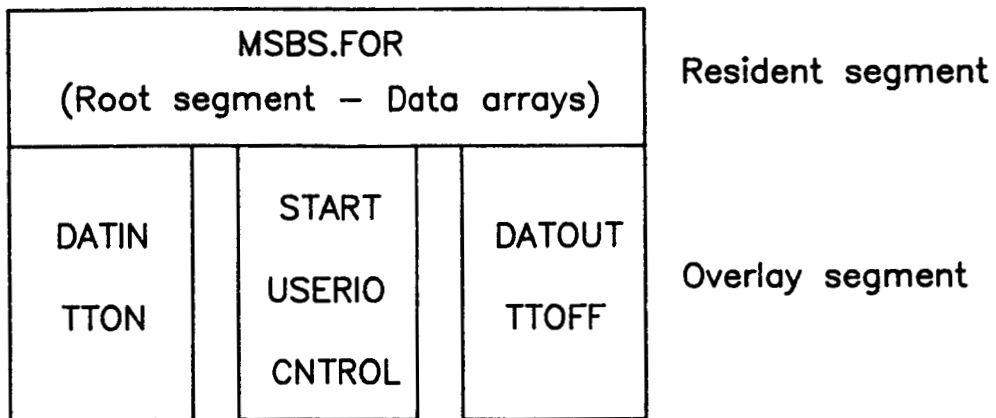 MSBS.FOR
(Root segment – Data arrays)
Resident segment
DATIN
TTON
START
USERIO
CNTROL
DATOUT
TTOFF
Overlay segment